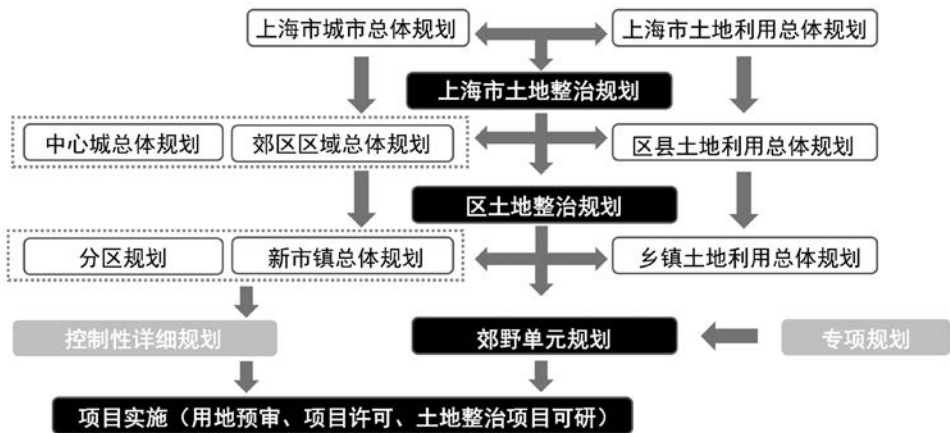 上海市城市总体规划
上海市土地利用总体规划
上海市土地整治规划
中心城总体规划
郊区区域总体规划
区县土地利用总体规划
区土地整治规划
分区规划
新市镇总体规划
乡镇土地利用总体规划
控制性详细规划
郊野单元规划
专项规划
项目实施（用地预审、项目许可、土地整治项目可研）